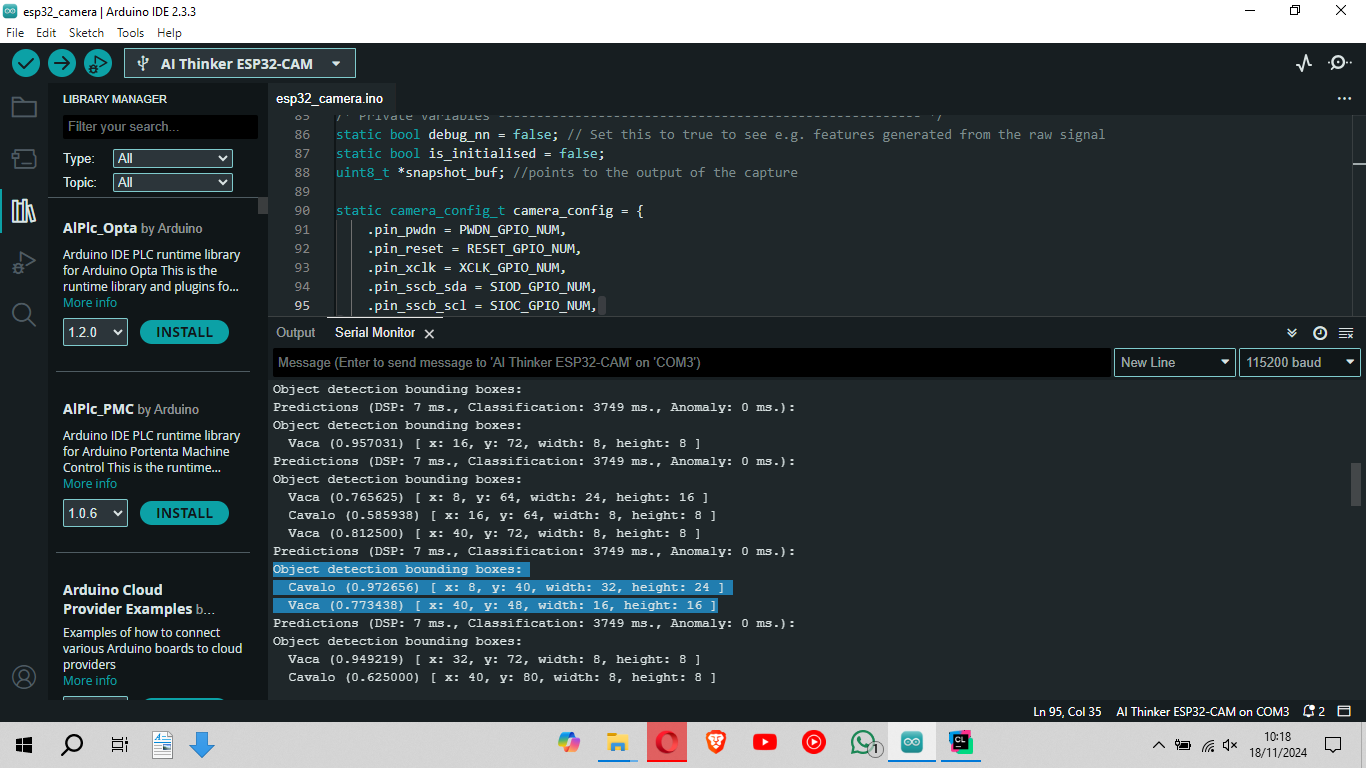 esp32_camera | Arduino IDE 2.3.3
File Edit Sketch Tools Help
AI Thinker ESP32-CAM
LIBRARY MANAGER
Filter your search...
Type: All
Topic: All
AlPlc_Opta by Arduino
Arduino IDE PLC runtime library
for Arduino Opta This is the
runtime library and plugins fo...
More info
1.2.0 INSTALL
AlPlc_PMC by Arduino
Arduino IDE PLC runtime library
for Arduino Portenta Machine
Control This is the runtime...
More info
1.0.6 INSTALL
Arduino Cloud
Provider Examples b...
Examples of how to connect
various Arduino boards to cloud
providers
More info
esp32_camera.ino
85 /* Private variables ------------------------------------------------------- */
86 static bool debug_nn = false; // Set this to true to see e.g. features generated from the raw signal
87 static bool is_initialised = false;
88 uint8_t *snapshot_buf; //points to the output of the capture
89
90 static camera_config_t camera_config = {
91 .pin_pwdn = PWDN_GPIO_NUM,
92 .pin_reset = RESET_GPIO_NUM,
93 .pin_xclk = XCLK_GPIO_NUM,
94 .pin_sscb_sda = SIOD_GPIO_NUM,
95 .pin_sscb_scl = SIOC_GPIO_NUM,
Output Serial Monitor
Message (Enter to send message to 'AI Thinker ESP32-CAM' on 'COM3') New Line 115200 baud
Object detection bounding boxes:
Predictions (DSP: 7 ms., Classification: 3749 ms., Anomaly: 0 ms.):
Object detection bounding boxes:
Vaca (0.957031) [ x: 16, y: 72, width: 8, height: 8 ]
Predictions (DSP: 7 ms., Classification: 3749 ms., Anomaly: 0 ms.):
Object detection bounding boxes:
Vaca (0.765625) [ x: 8, y: 64, width: 24, height: 16 ]
Cavalo (0.585938) [ x: 16, y: 64, width: 8, height: 8 ]
Vaca (0.812500) [ x: 40, y: 72, width: 8, height: 8 ]
Predictions (DSP: 7 ms., Classification: 3749 ms., Anomaly: 0 ms.):
Object detection bounding boxes:
Cavalo (0.972656) [ x: 8, y: 40, width: 32, height: 24 ]
Vaca (0.773438) [ x: 40, y: 48, width: 16, height: 16 ]
Predictions (DSP: 7 ms., Classification: 3749 ms., Anomaly: 0 ms.):
Object detection bounding boxes:
Vaca (0.949219) [ x: 32, y: 72, width: 8, height: 8 ]
Cavalo (0.625000) [ x: 40, y: 80, width: 8, height: 8 ]
Ln 95, Col 35 AI Thinker ESP32-CAM on COM3 2
CL
1
10:18
18/11/2024